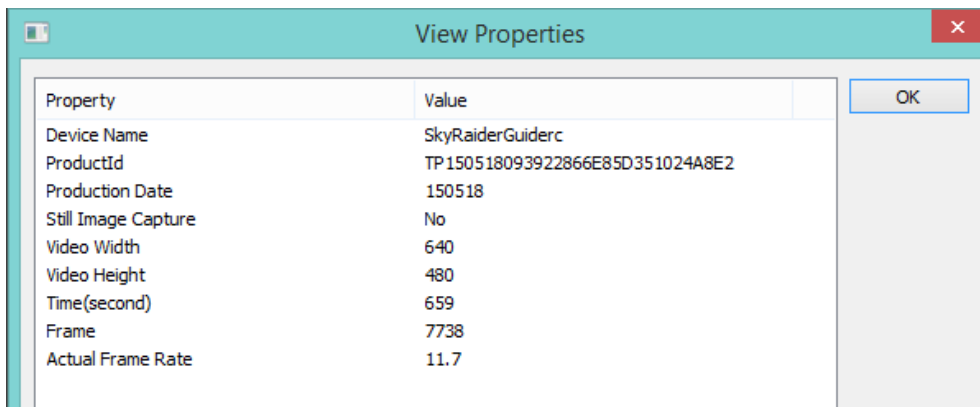 View Properties
Property Value OK
Device Name SkyRaiderGuiderc
ProductId TP150518093922866E85D351024A8E2
Production Date 150518
Still Image Capture No
Video Width 640
Video Height 480
Time(second) 659
Frame 7738
Actual Frame Rate 11.7